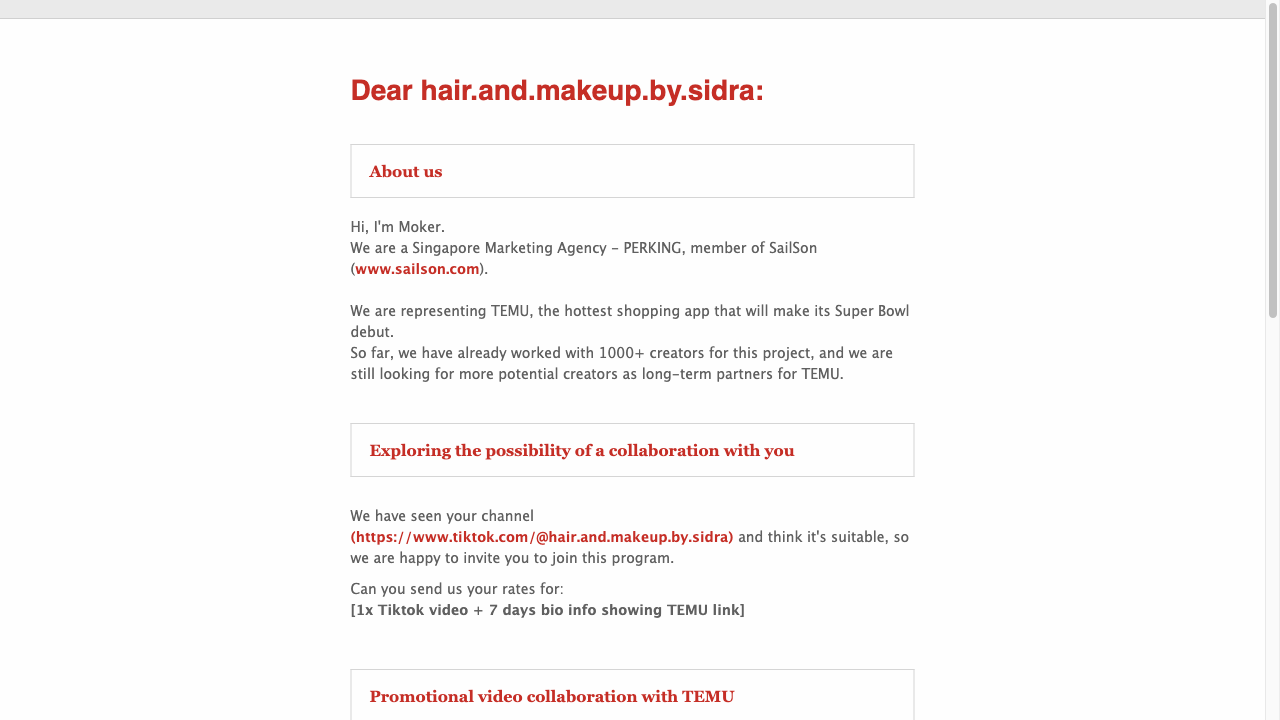 Dear hair.and.makeup.by.sidra:
About us
Hi, I'm Moker.
We are a Singapore Marketing Agency – PERKING, member of SailSon
(www.sailson.com).
We are representing TEMU, the hottest shopping app that will make its Super Bowl
debut.
So far, we have already worked with 1000+ creators for this project, and we are
still looking for more potential creators as long-term partners for TEMU.
Exploring the possibility of a collaboration with you
We have seen your channel
(https://www.tiktok.com/@hair.and.makeup.by.sidra) and think it's suitable, so
we are happy to invite you to join this program.
Can you send us your rates for:
[1x Tiktok video + 7 days bio info showing TEMU link]
Promotional video collaboration with TEMU